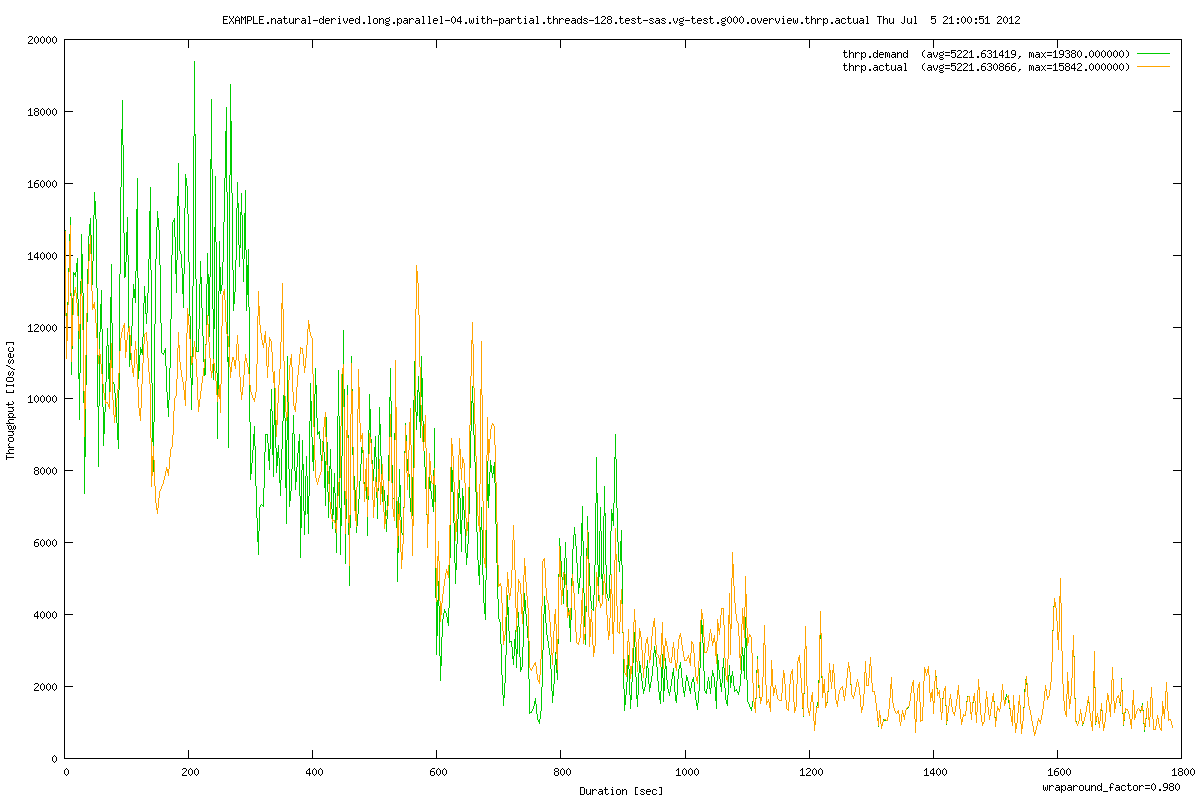 EXAMPLE.natural-derived.long.parallel-04.with-partial.threads-128.test-sas.vg-test.g000.overview.thrp.actual Thu Jul  5 21:00:51 2012
thrp.demand  (avg=5221.631419, max=19380.000000)
thrp.actual  (avg=5221.630866, max=15842.000000)
20000
18000
16000
14000
12000
10000
8000
6000
4000
2000
0
Throughput [IOs/sec]
0 200 400 600 800 1000 1200 1400 1600 1800
Duration [sec]
wraparound_factor=0.980